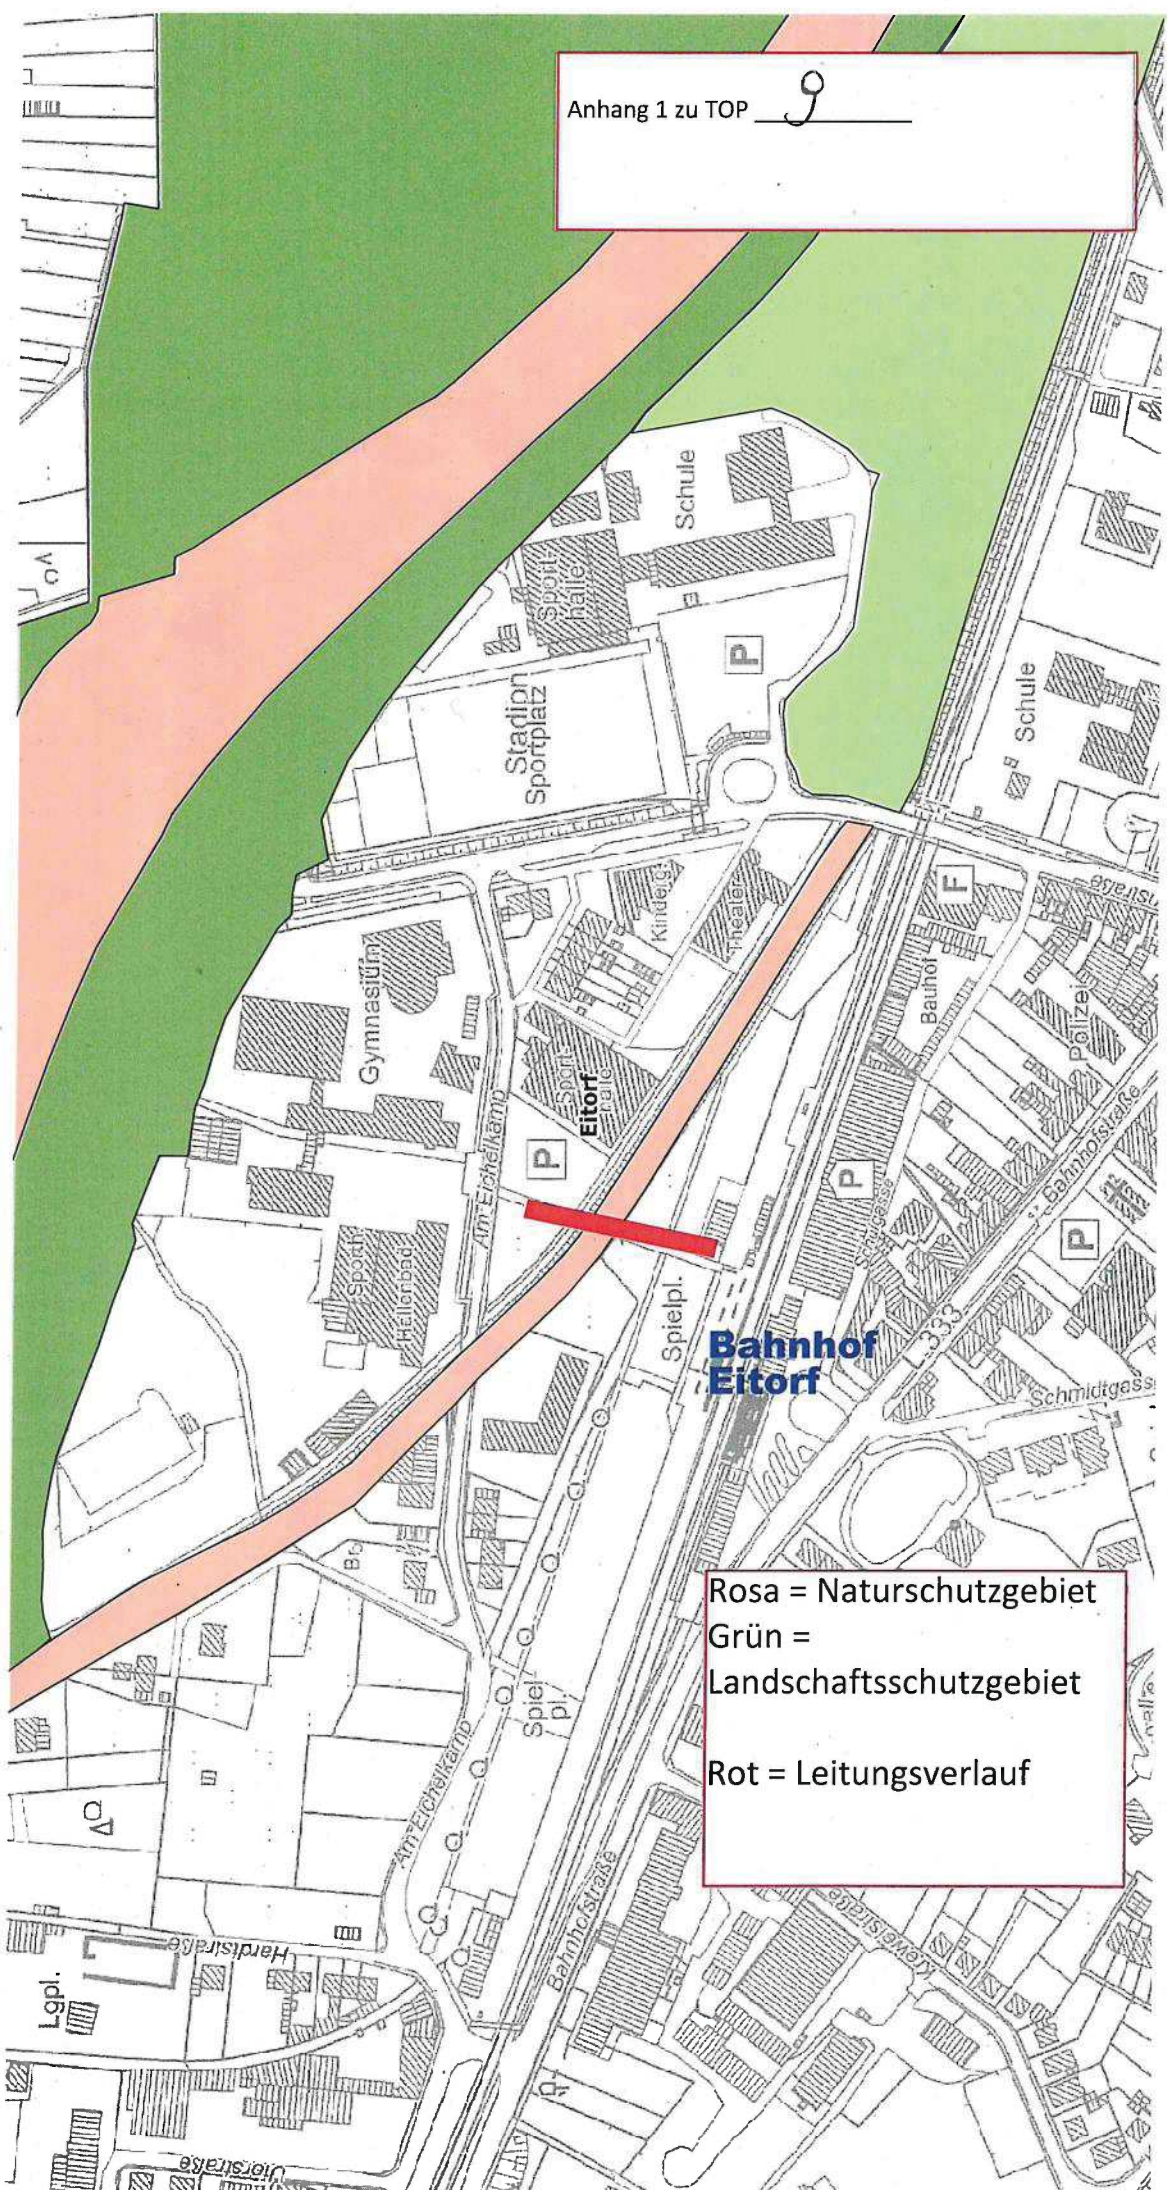 Anhang 1 zu TOP 9
Schule
Sport-
halle
P
Stadion
Sportplatz
Schule
Kinderg.
Theater
F
Gymnasium
Bauhof
Polizei
Sport-
halle
Eitorf
Am Eichelkamp
P
P
Bahnhofstraße
P
Sporth.
Hallenbad
Spielpl.
L 333
Bahnhof
Eitorf
Schmidtgasse
Br.
Rosa = Naturschutzgebiet
Grün =
Landschaftsschutzgebiet
Rot = Leitungsverlauf
Spiel
pl.
Am Eichelkamp
Bahnhofstraße
Hardtstraße
Lgpl.